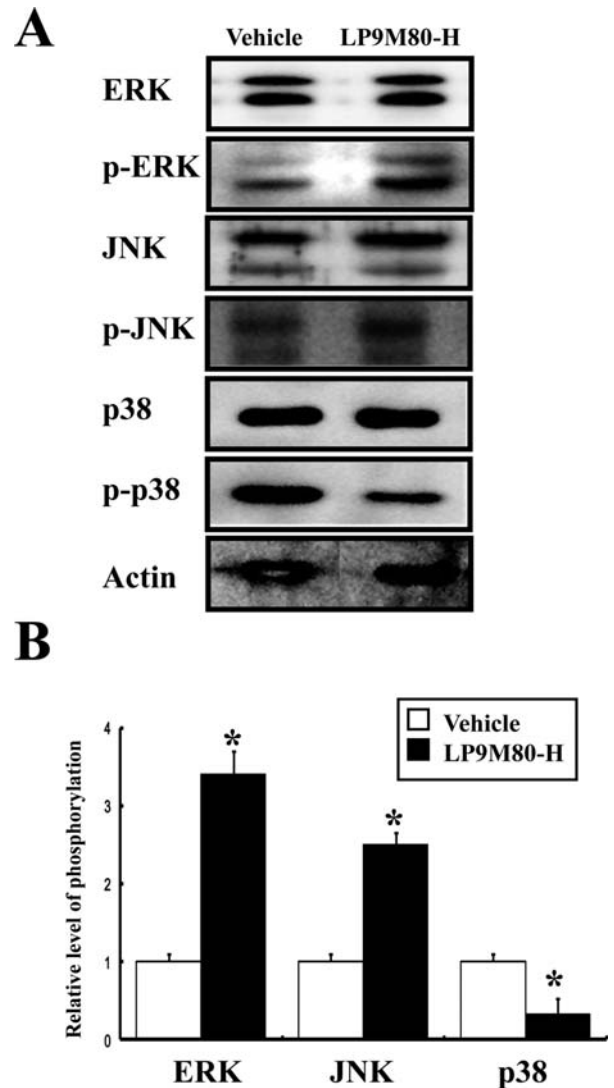 A
Vehicle LP9M80-H
ERK
p-ERK
JNK
p-JNK
p38
p-p38
Actin
B
Vehicle
LP9M80-H
Relative level of phosphorylation
4
3
2
1
0
*
*
*
ERK JNK p38